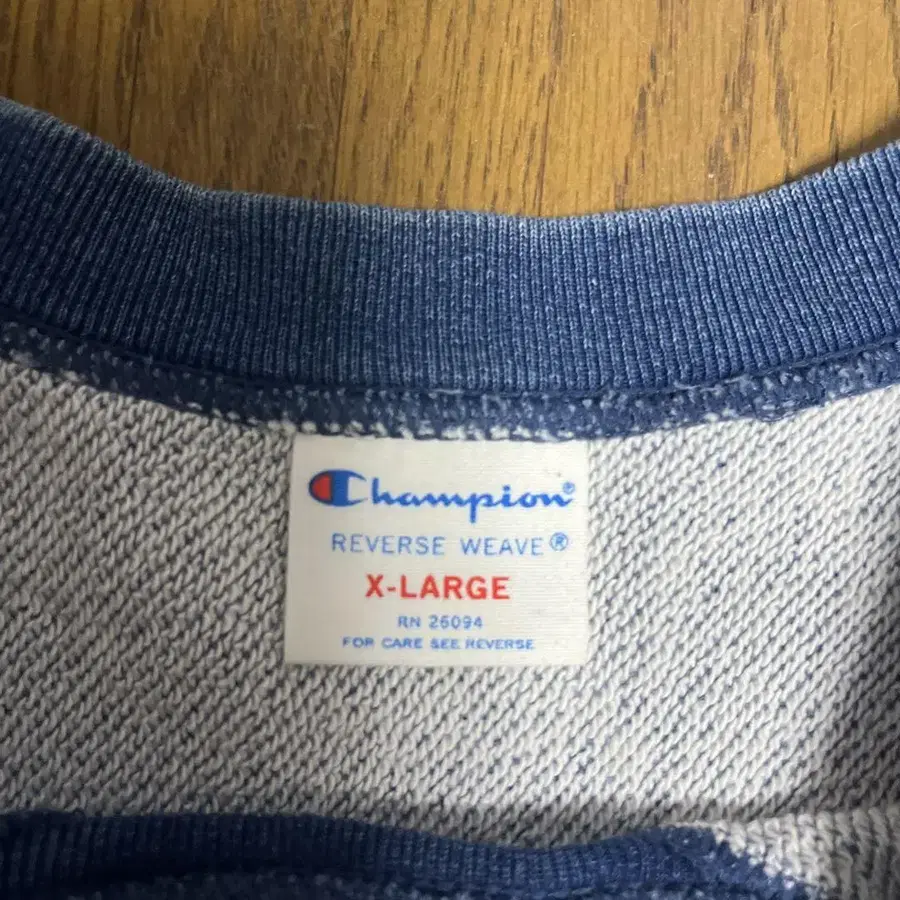 Champion®
REVERSE WEAVE®
X-LARGE
RN 26094
FOR CARE SEE REVERSE